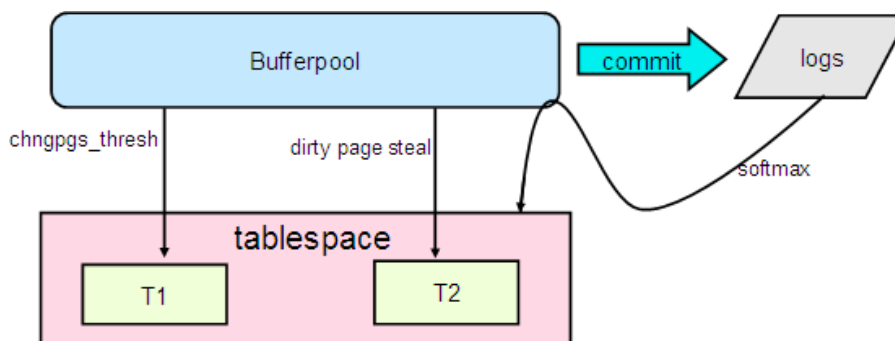 Bufferpool
commit
logs
chngpgs_thresh
dirty page steal
softmax
tablespace
T1
T2